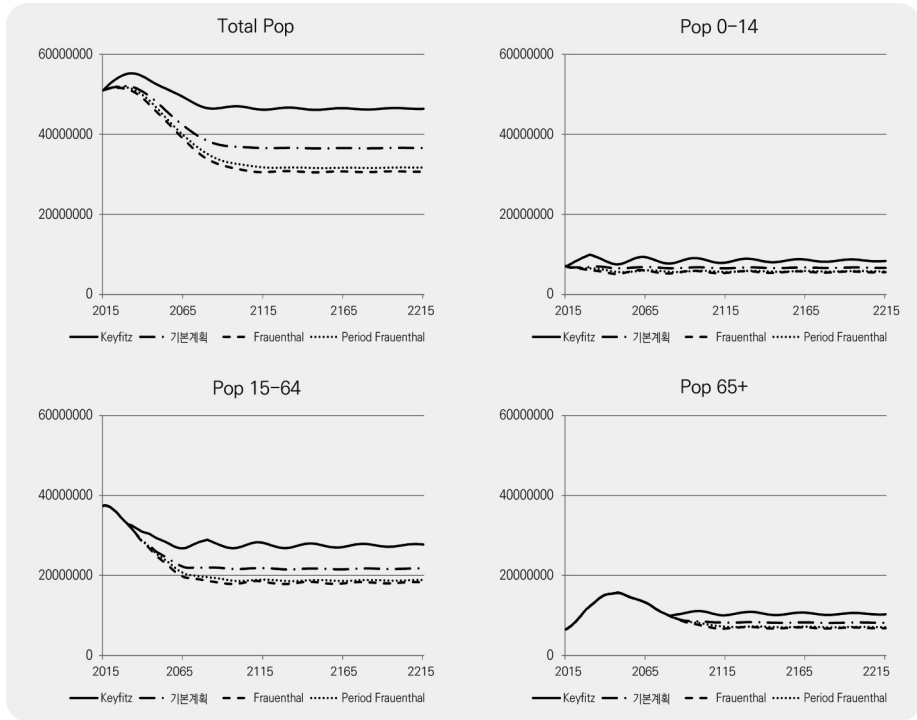 Total Pop
60000000
40000000
20000000
0
2015 2065 2115 2165 2215
Keyfitz 기본계획 Frauenthal Period Frauenthal
Pop 0-14
60000000
40000000
20000000
0
2015 2065 2115 2165 2215
Keyfitz 기본계획 Frauenthal Period Frauenthal
Pop 15-64
60000000
40000000
20000000
0
2015 2065 2115 2165 2215
Keyfitz 기본계획 Frauenthal Period Frauenthal
Pop 65+
60000000
40000000
20000000
0
2015 2065 2115 2165 2215
Keyfitz 기본계획 Frauenthal Period Frauenthal